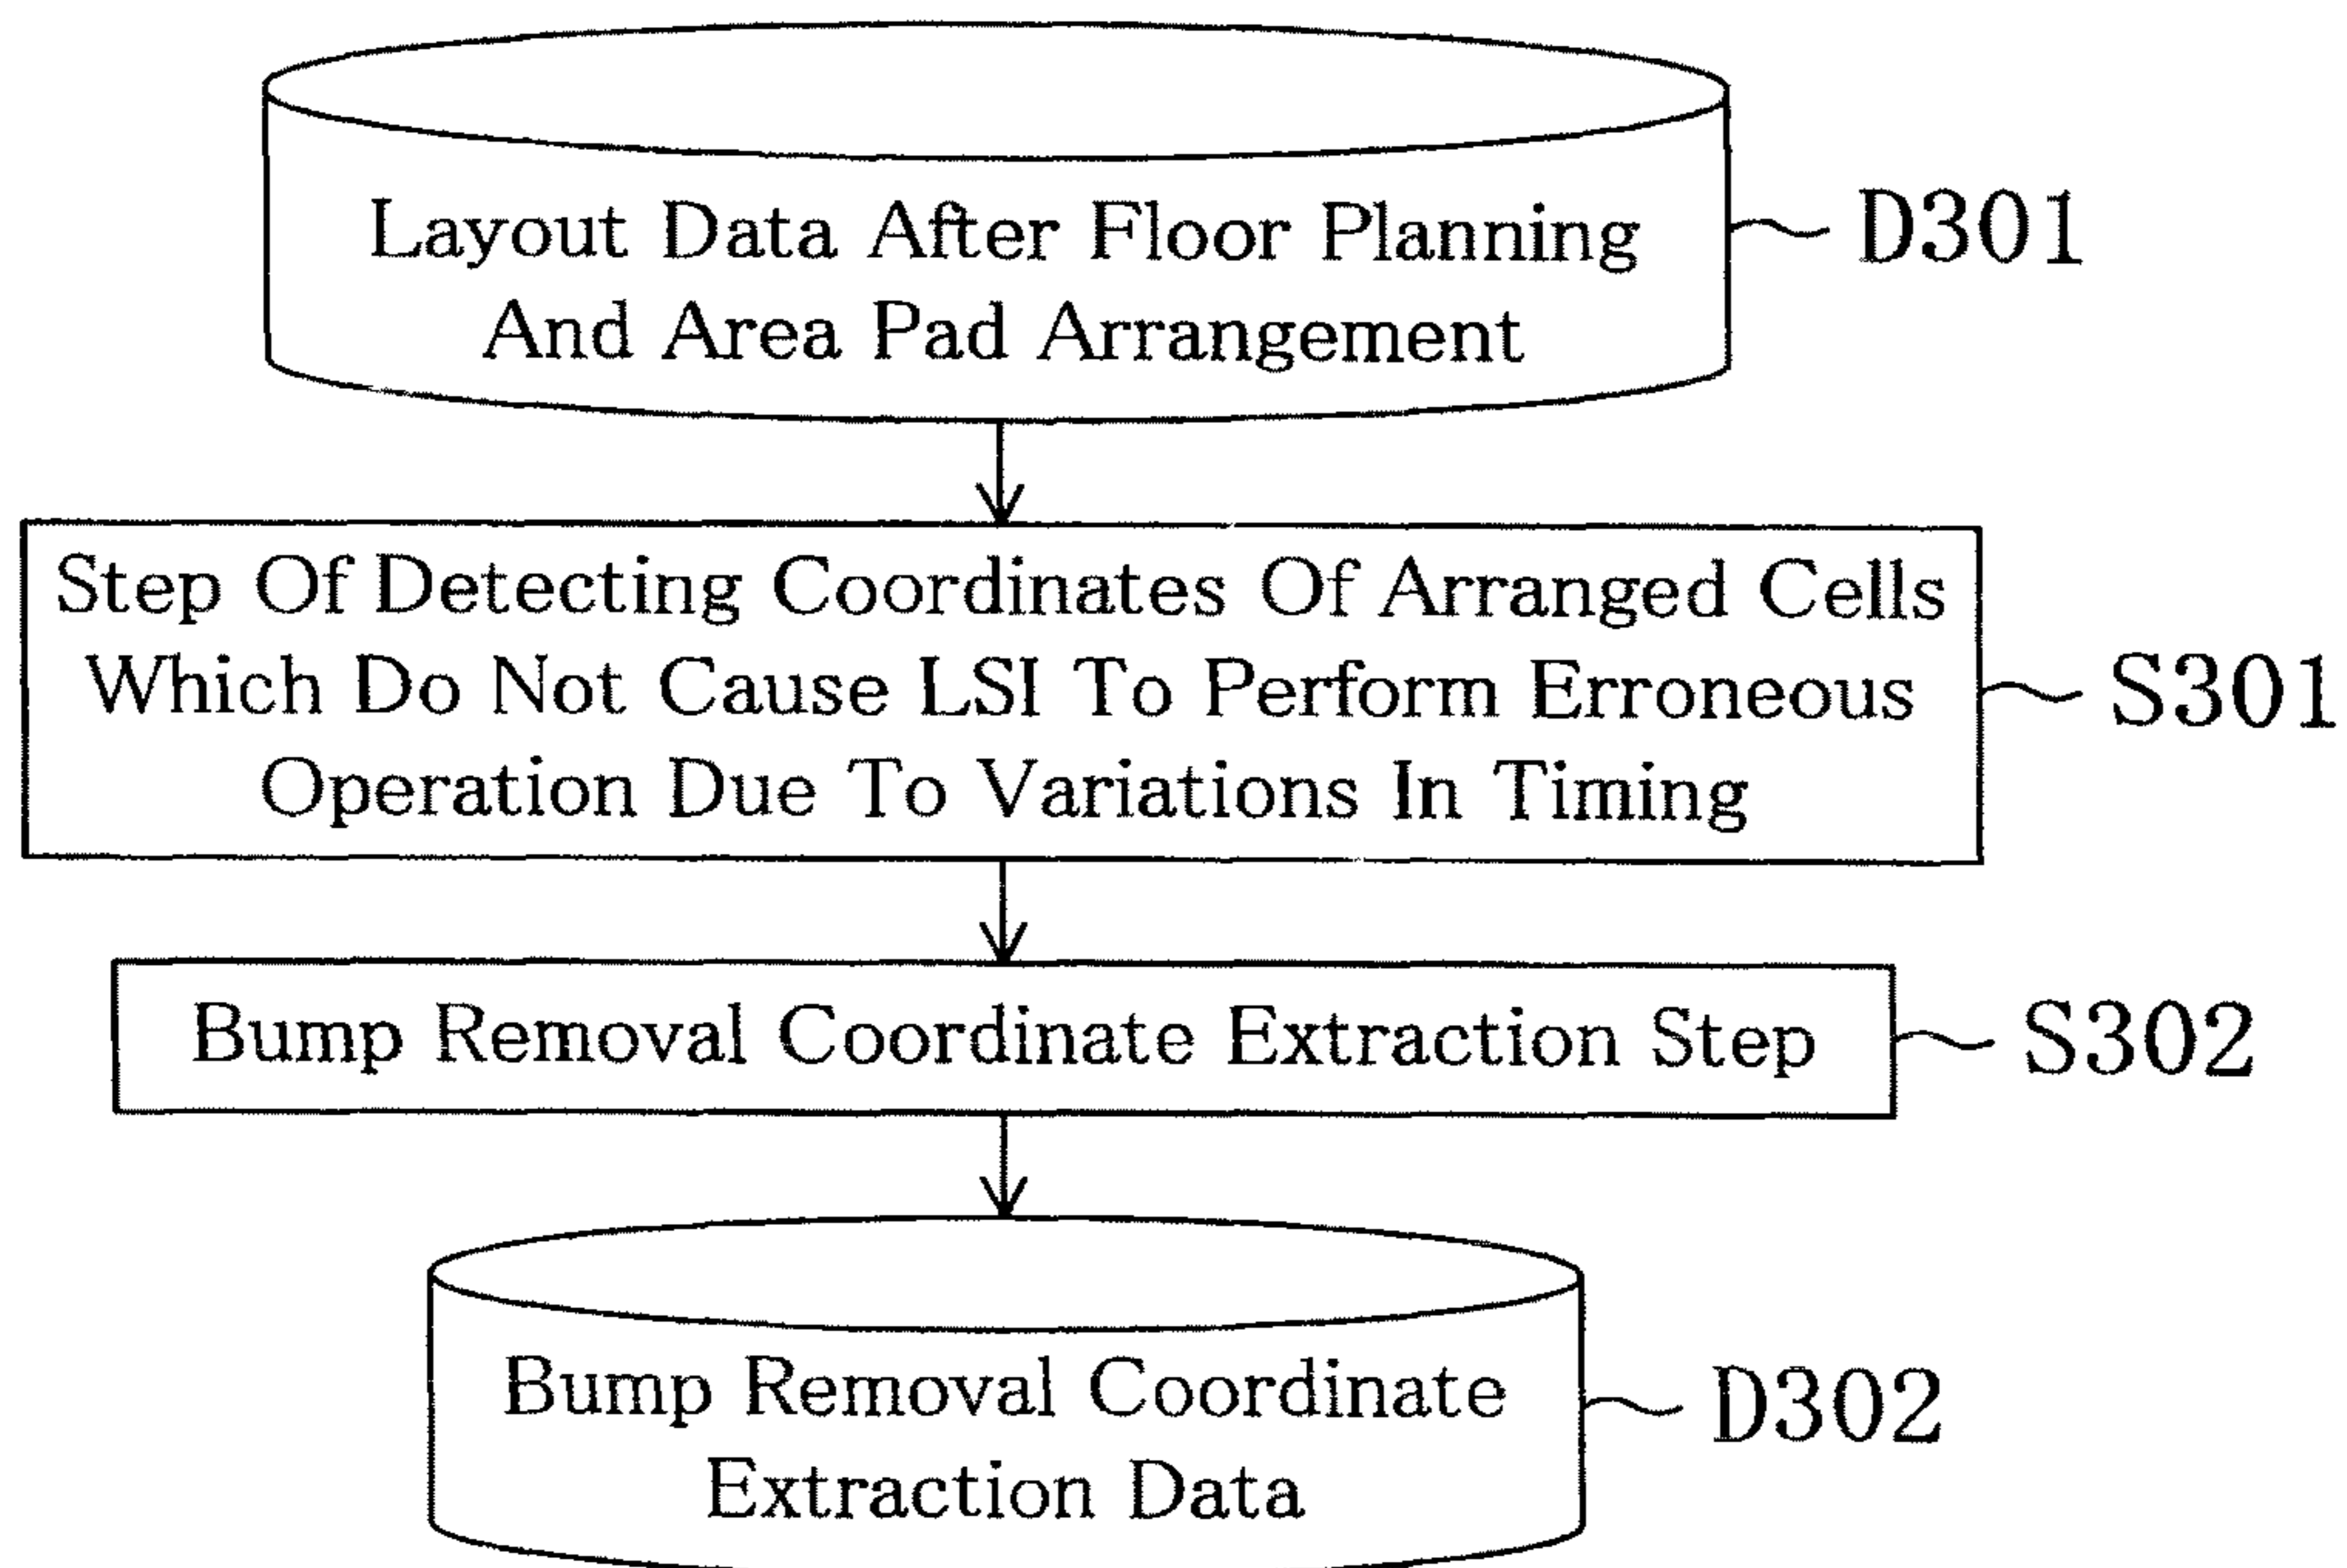 Layout Data After Floor Planning
And Area Pad Arrangement
D301
Step Of Detecting Coordinates Of Arranged Cells
Which Do Not Cause LSI To Perform Erroneous
Operation Due To Variations In Timing
S301
Bump Removal Coordinate Extraction Step
S302
Bump Removal Coordinate
Extraction Data
D302